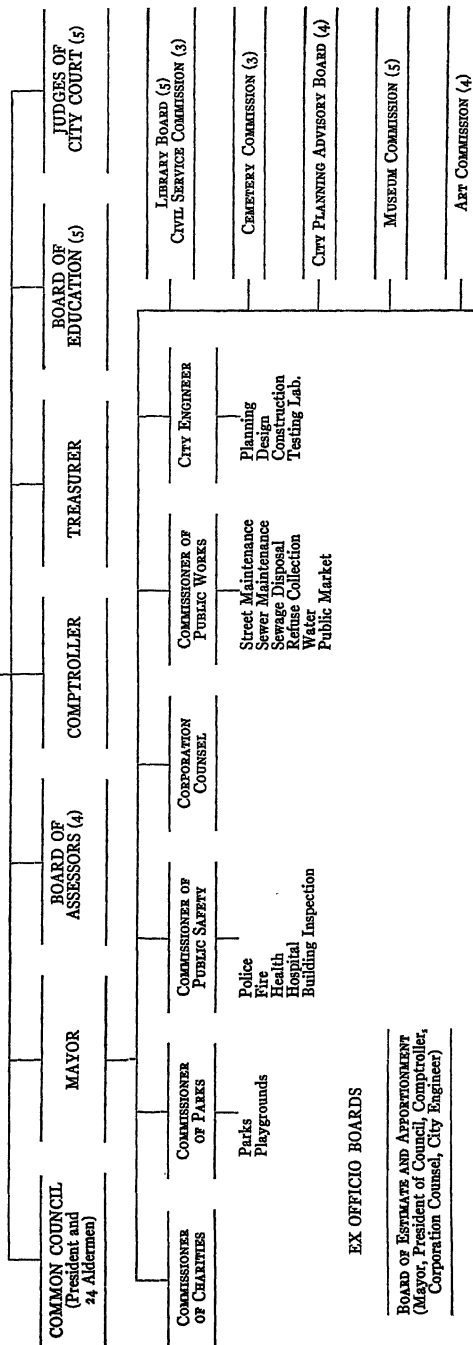 COMMON COUNCIL
(President and
24 Aldermen)
MAYOR
BOARD OF
ASSESSORS (4)
COMPTROLLER
TREASURER
BOARD OF
EDUCATION (5)
JUDGES OF
CITY COURT (5)
COMMISSIONER
OF CHARITIES
COMMISSIONER
OF PARKS
Parks
Playgrounds
COMMISSIONER OF
PUBLIC SAFETY
Police
Fire
Health
Hospital
Building Inspection
CORPORATION
COUNSEL
COMMISSIONER OF
PUBLIC WORKS
Street Maintenance
Sewer Maintenance
Sewage Disposal
Refuse Collection
Water
Public Market
CITY ENGINEER
Planning
Design
Construction
Testing Lab.
LIBRARY BOARD (5)
CIVIL SERVICE COMMISSION (3)
CEMETERY COMMISSION (3)
CITY PLANNING ADVISORY BOARD (4)
MUSEUM COMMISSION (5)
ART COMMISSION (4)
EX OFFICIO BOARDS
BOARD OF ESTIMATE AND APPORTIONMENT
(Mayor, President of Council, Comptroller,
Corporation Counsel, City Engineer)